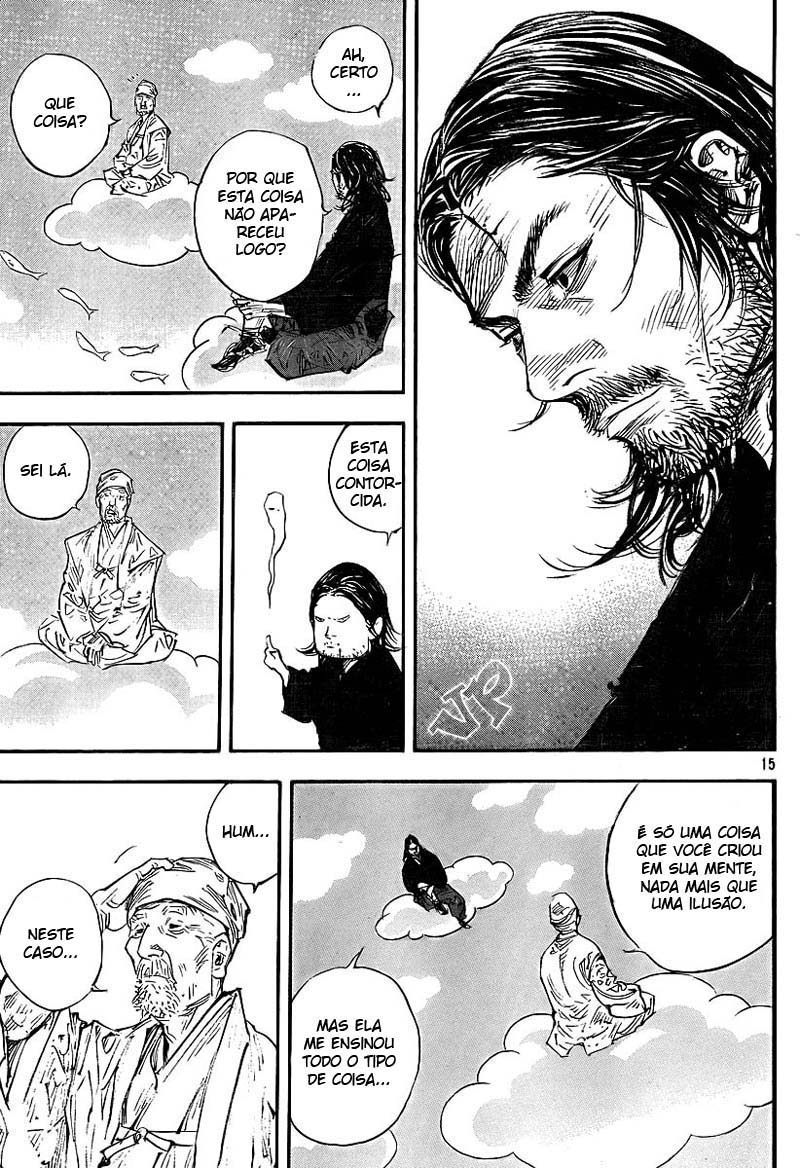 VP
AH,
CERTO
...
POR QUE
ESTA COISA
NÃO APA-
RECEU
LOGO?
QUE
COISA?
ESTA
COISA
CONTOR-
CIDA.
SEI LÁ.
15
É SÓ UMA COISA
QUE VOCÊ CRIOU
EM SUA MENTE,
NADA MAIS QUE
UMA ILUSÃO.
MAS ELA
ME ENSINOU
TODO O TIPO
DE COISA...
HUM...
NESTE
CASO...